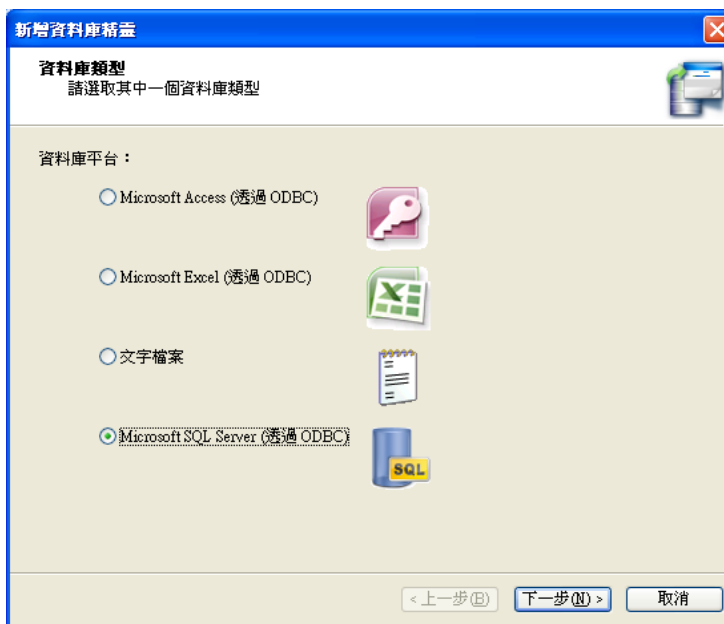 新增資料庫精靈
資料庫類型
請選取其中一個資料庫類型
資料庫平台：
Microsoft Access (透過 ODBC)
Microsoft Excel (透過 ODBC)
文字檔案
Microsoft SQL Server (透過 ODBC)
SQL
< 上一步(B)
下一步(N) >
取消